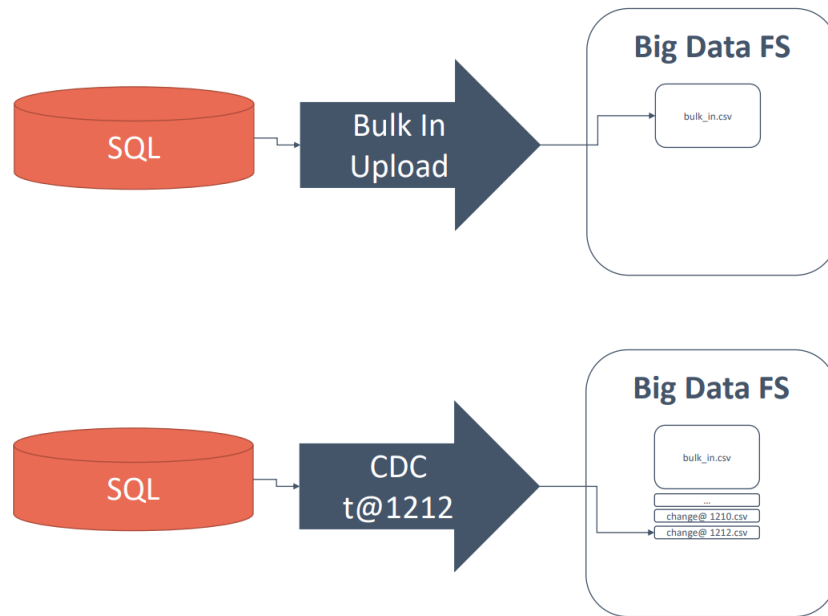 Big Data FS
SQL
Bulk In
Upload
bulk_in.csv
Big Data FS
SQL
CDC
t@1212
bulk_in.csv
...
change@ 1210.csv
change@ 1212.csv